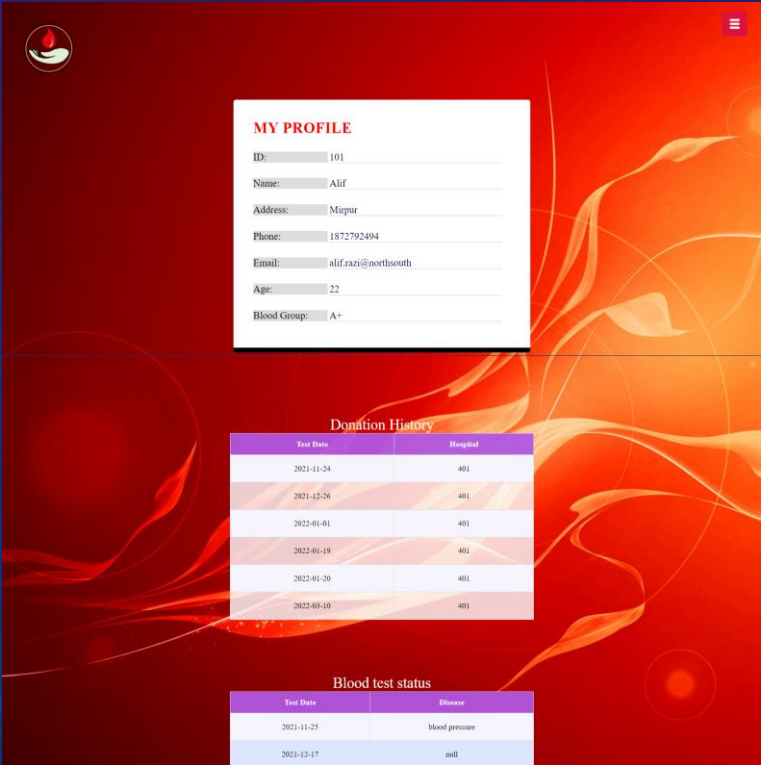 MY PROFILE
ID: 101
Name: Alif
Address: Mirpur
Phone: 1872792494
Email: alif.razi@northsouth
Age: 22
Blood Group: A+
Donation History
Test Date Hospital
2021-11-24 401
2021-12-26 401
2022-01-01 401
2022-01-19 401
2022-01-20 401
2022-03-10 401
Blood test status
Test Date Disease
2021-11-25 blood pressure
2021-12-17 null